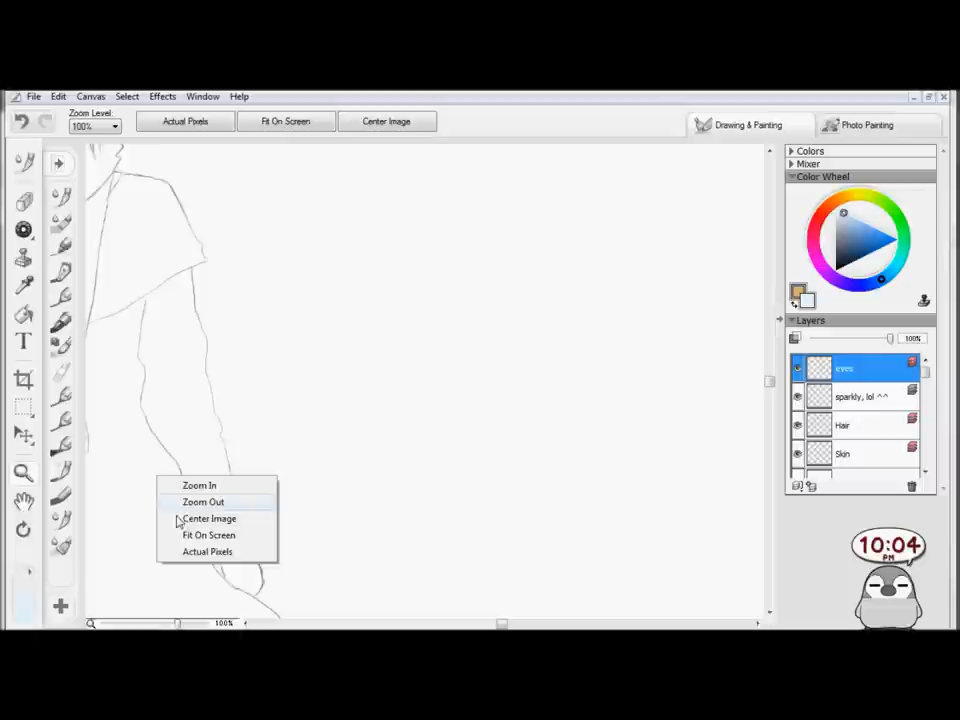 File Edit Canvas Select Effects Window Help
Zoom Level:
100%
Actual Pixels
Fit On Screen
Center Image
Drawing & Painting
Photo Painting
Colors
Mixer
Color Wheel
T
Layers
100%
eyes
sparkly, lol ^^
Hair
Skin
Zoom In
Zoom Out
Center Image
Fit On Screen
Actual Pixels
10:04
PM
100%